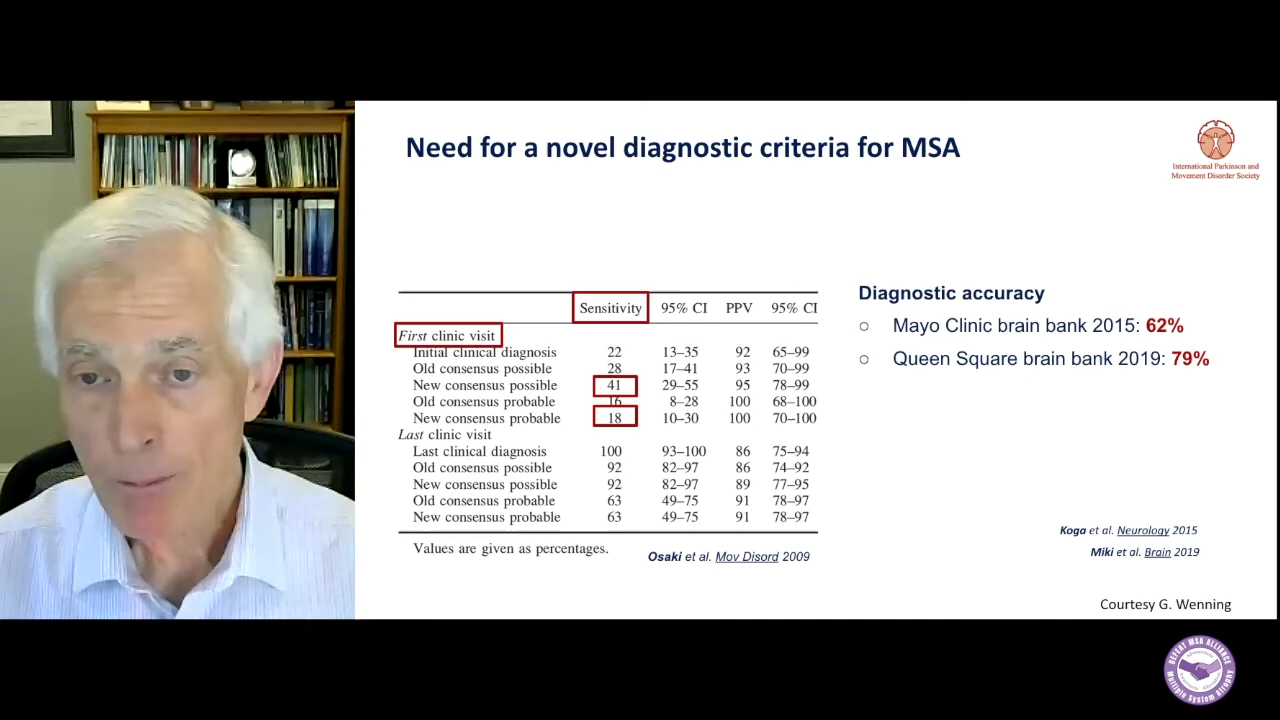 Need for a novel diagnostic criteria for MSA
International Parkinson and
Movement Disorder Society
Sensitivity 95% CI PPV 95% CI
First clinic visit
Initial clinical diagnosis 22 13–35 92 65–99
Old consensus possible 28 17–41 93 70–99
New consensus possible 41 29–55 95 78–99
Old consensus probable 16 8–28 100 68–100
New consensus probable 18 10–30 100 70–100
Last clinic visit
Last clinical diagnosis 100 93–100 86 75–94
Old consensus possible 92 82–97 86 74–92
New consensus possible 92 82–97 89 77–95
Old consensus probable 63 49–75 91 78–97
New consensus probable 63 49–75 91 78–97
Values are given as percentages.
Osaki et al. Mov Disord 2009
Diagnostic accuracy
○ Mayo Clinic brain bank 2015: 62%
○ Queen Square brain bank 2019: 79%
Koga et al. Neurology 2015
Miki et al. Brain 2019
Courtesy G. Wenning
DEFEAT MSA ALLIANCE
Multiple System Atrophy